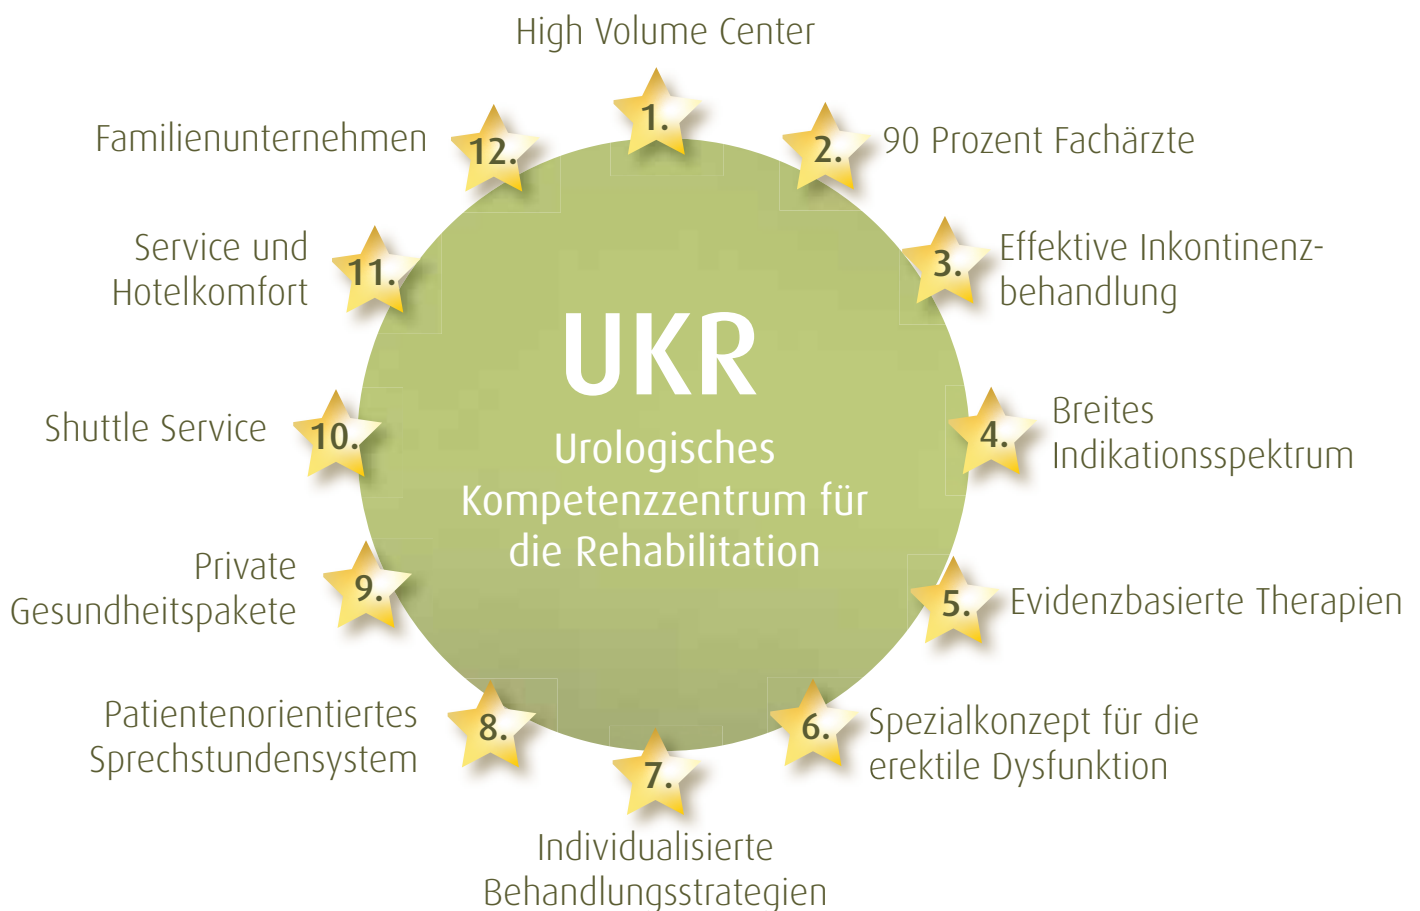 High Volume Center
1.
2.
90 Prozent Fachärzte
3.
Effektive Inkontinenz-
behandlung
4.
Breites
Indikationsspektrum
5.
Evidenzbasierte Therapien
6.
Spezialkonzept für die
erektile Dysfunktion
7.
Individualisierte
Behandlungsstrategien
8.
Patientenorientiertes
Sprechstundensystem
9.
Private
Gesundheitspakete
10.
Shuttle Service
11.
Service und
Hotelkomfort
12.
Familienunternehmen
UKR
Urologisches
Kompetenzzentrum für
die Rehabilitation